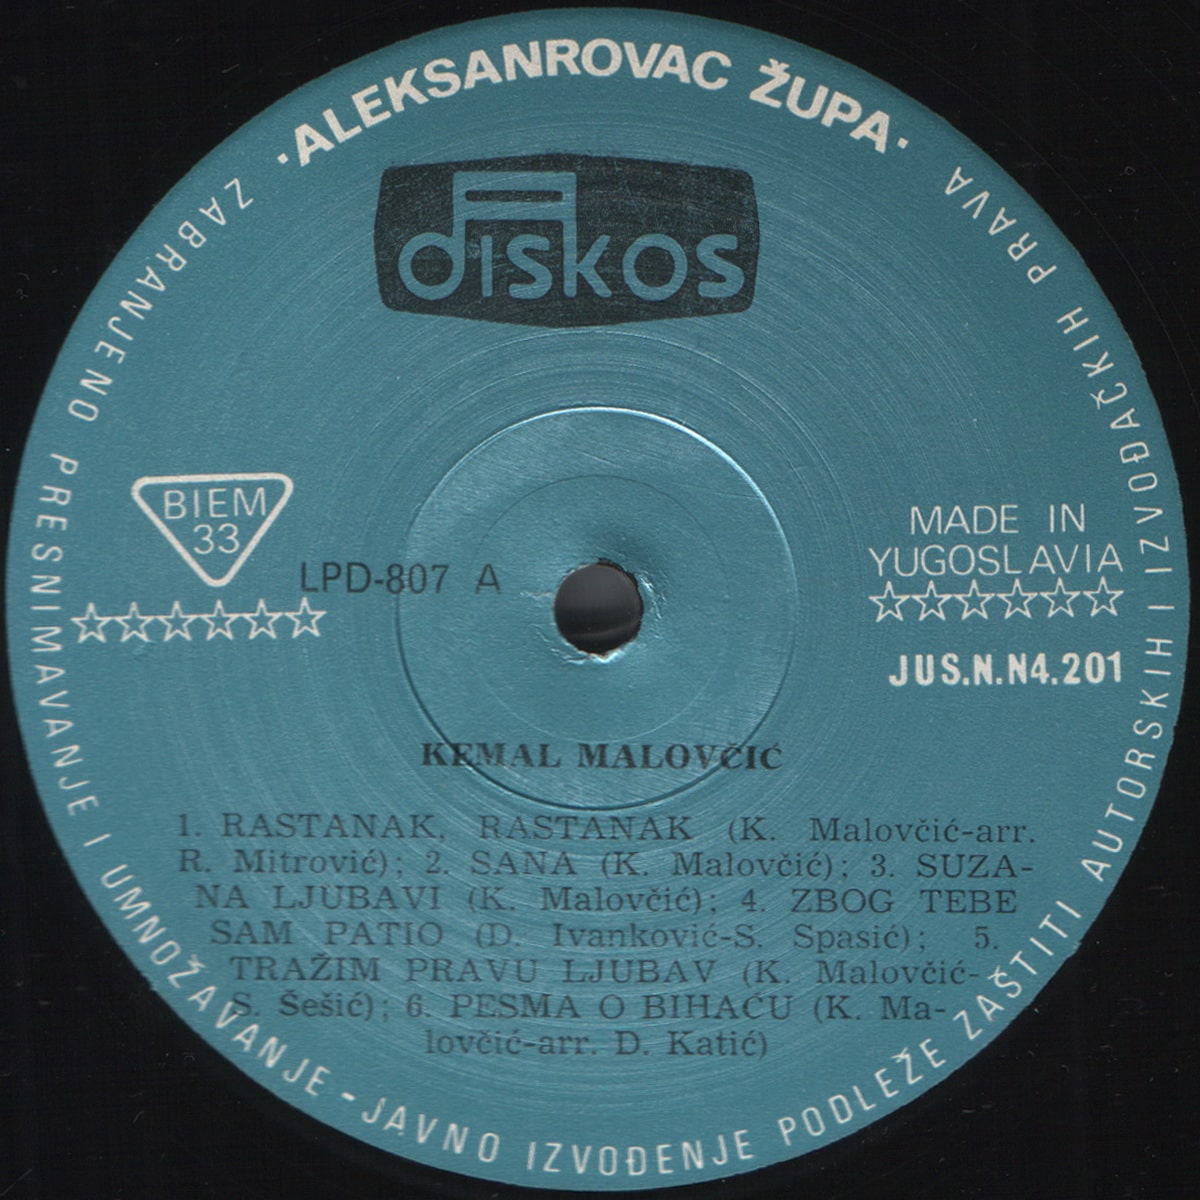 ·ALEKSANROVAC ŽUPA·
diskos
BIEM
33
LPD-807 A
☆☆☆☆☆☆
MADE IN
YUGOSLAVIA
☆☆☆☆☆☆
JUS.N.N4.201
KEMAL MALOVČIĆ
1. RASTANAK, RASTANAK (K. Malovčić-arr.
R. Mitrović); 2. SANA (K. Malovčić); 3. SUZA-
NA LJUBAVI (K. Malovčić); 4. ZBOG TEBE
SAM PATIO (D. Ivanković-S. Spasić); 5.
TRAŽIM PRAVU LJUBAV (K. Malovčić-
S. Šešić); 6. PESMA O BIHAĆU (K. Ma-
lovčić-arr. D. Katić)
ZABRANJENO PRESNIMAVANJE I UMNOŽAVANJE - JAVNO IZVOĐENJE PODLEŽE ZAŠTITI AUTORSKIH I IZVOĐAČKIH PRAVA